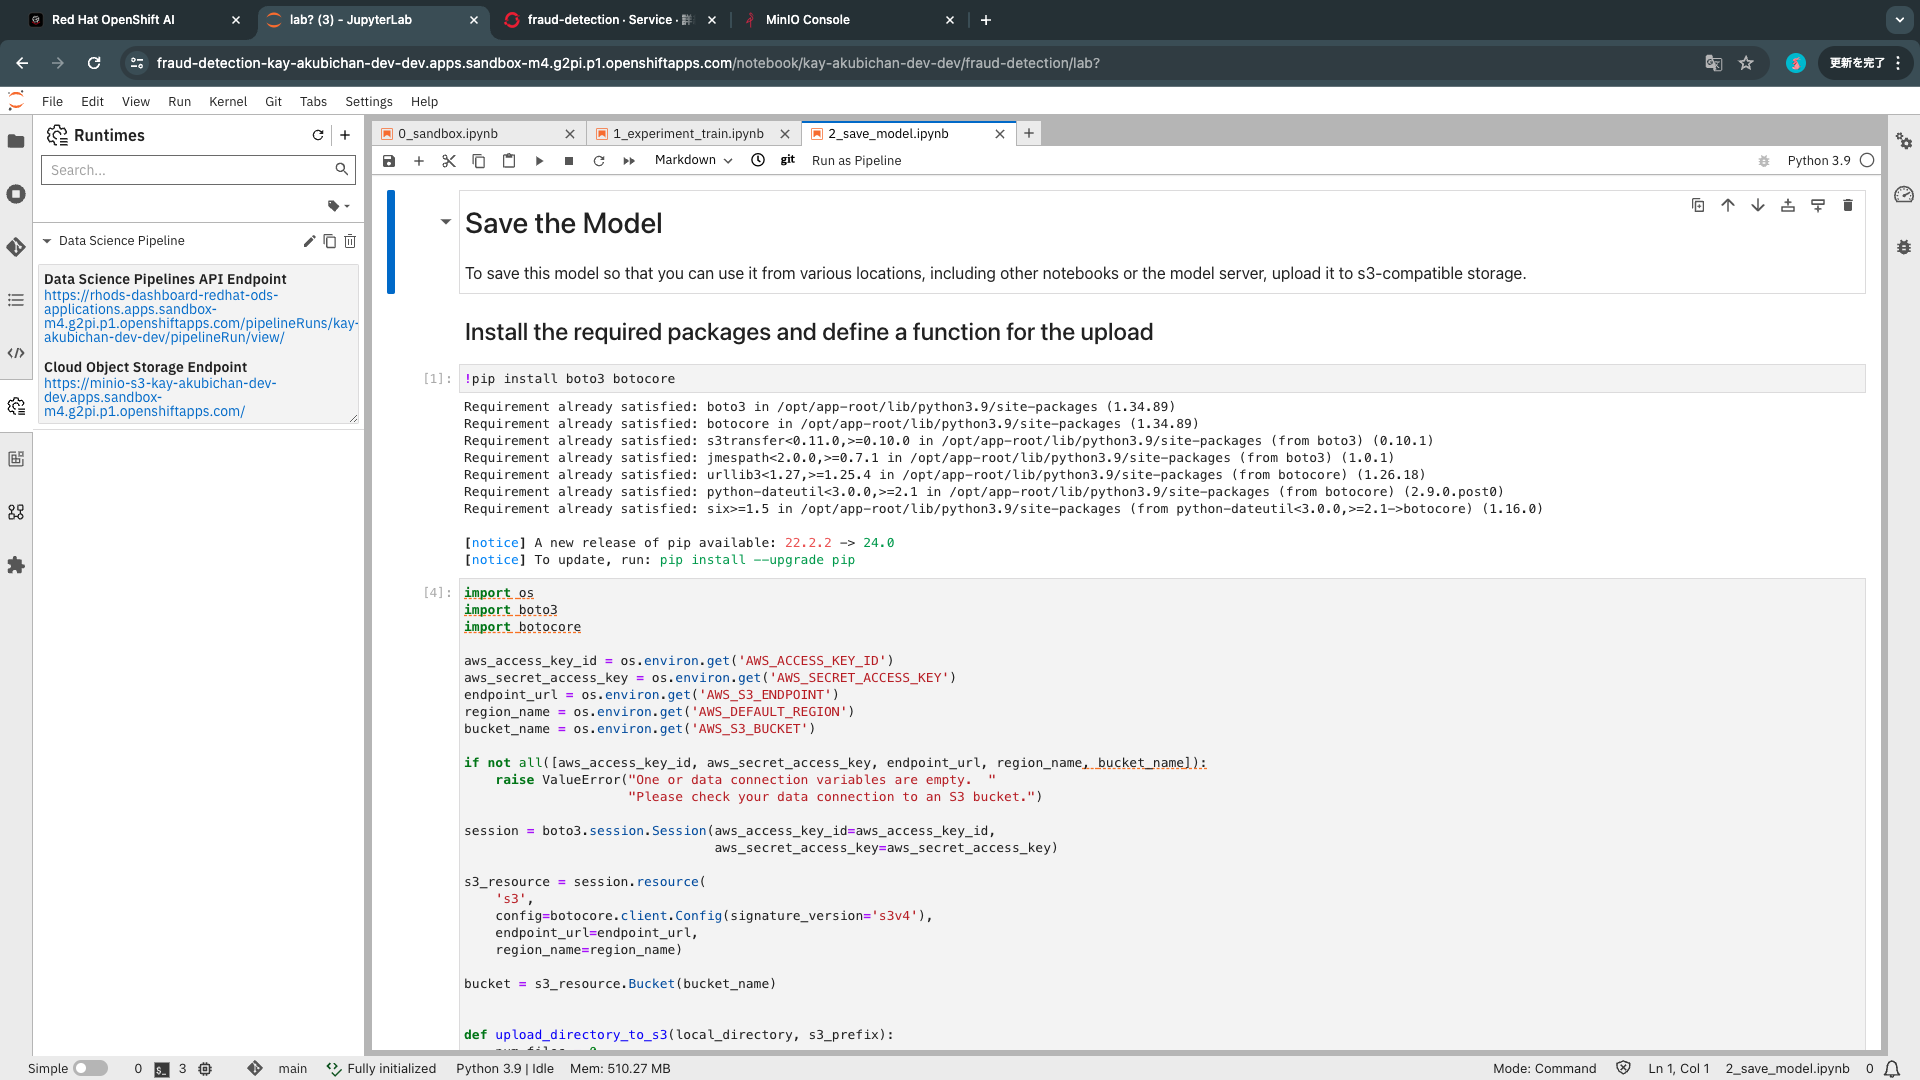 Red Hat OpenShift AI
lab? (3) - JupyterLab
fraud-detection · Service ·
MinIO Console
fraud-detection-kay-akubichan-dev-dev.apps.sandbox-m4.g2pi.p1.openshiftapps.com/notebook/kay-akubichan-dev-dev/fraud-detection/lab?
更新を完了
File Edit View Run Kernel Git Tabs Settings Help
Runtimes
Search...
Data Science Pipeline
Data Science Pipelines API Endpoint
https://rhods-dashboard-redhat-ods-
applications.apps.sandbox-
m4.g2pi.p1.openshiftapps.com/pipelineRuns/kay-
akubichan-dev-dev/pipelineRun/view/
Cloud Object Storage Endpoint
https://minio-s3-kay-akubichan-dev-
dev.apps.sandbox-
m4.g2pi.p1.openshiftapps.com/
0_sandbox.ipynb
1_experiment_train.ipynb
2_save_model.ipynb
Markdown
git
Run as Pipeline
Python 3.9
Save the Model
To save this model so that you can use it from various locations, including other notebooks or the model server, upload it to s3-compatible storage.
Install the required packages and define a function for the upload
[1]:
!pip install boto3 botocore
Requirement already satisfied: boto3 in /opt/app-root/lib/python3.9/site-packages (1.34.89)
Requirement already satisfied: botocore in /opt/app-root/lib/python3.9/site-packages (1.34.89)
Requirement already satisfied: s3transfer<0.11.0,>=0.10.0 in /opt/app-root/lib/python3.9/site-packages (from boto3) (0.10.1)
Requirement already satisfied: jmespath<2.0.0,>=0.7.1 in /opt/app-root/lib/python3.9/site-packages (from boto3) (1.0.1)
Requirement already satisfied: urllib3<1.27,>=1.25.4 in /opt/app-root/lib/python3.9/site-packages (from botocore) (1.26.18)
Requirement already satisfied: python-dateutil<3.0.0,>=2.1 in /opt/app-root/lib/python3.9/site-packages (from botocore) (2.9.0.post0)
Requirement already satisfied: six>=1.5 in /opt/app-root/lib/python3.9/site-packages (from python-dateutil<3.0.0,>=2.1->botocore) (1.16.0)
[notice] A new release of pip available: 22.2.2 -> 24.0
[notice] To update, run: pip install --upgrade pip
[4]:
import os
import boto3
import botocore
aws_access_key_id = os.environ.get('AWS_ACCESS_KEY_ID')
aws_secret_access_key = os.environ.get('AWS_SECRET_ACCESS_KEY')
endpoint_url = os.environ.get('AWS_S3_ENDPOINT')
region_name = os.environ.get('AWS_DEFAULT_REGION')
bucket_name = os.environ.get('AWS_S3_BUCKET')
if not all([aws_access_key_id, aws_secret_access_key, endpoint_url, region_name, bucket_name]):
raise ValueError("One or data connection variables are empty.  "
"Please check your data connection to an S3 bucket.")
session = boto3.session.Session(aws_access_key_id=aws_access_key_id,
aws_secret_access_key=aws_secret_access_key)
s3_resource = session.resource(
's3',
config=botocore.client.Config(signature_version='s3v4'),
endpoint_url=endpoint_url,
region_name=region_name)
bucket = s3_resource.Bucket(bucket_name)
def upload_directory_to_s3(local_directory, s3_prefix):
Simple 0 3 main Fully initialized Python 3.9 | Idle Mem: 510.27 MB Mode: Command Ln 1, Col 1 2_save_model.ipynb 0